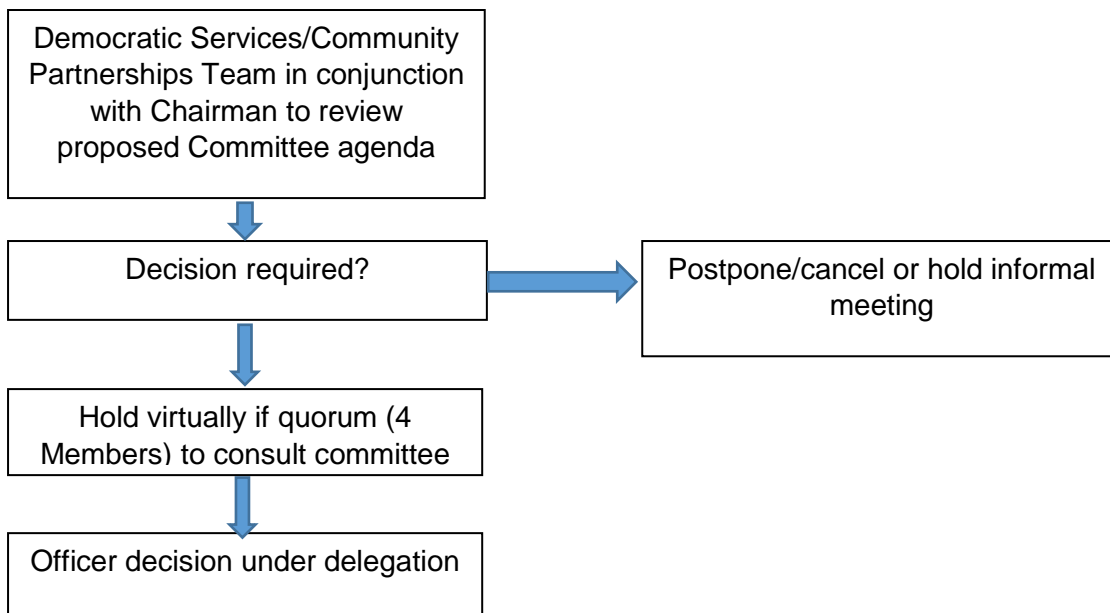 Democratic Services/Community
Partnerships Team in conjunction
with Chairman to review
proposed Committee agenda
Decision required?
Postpone/cancel or hold informal
meeting
Hold virtually if quorum (4
Members) to consult committee
Officer decision under delegation